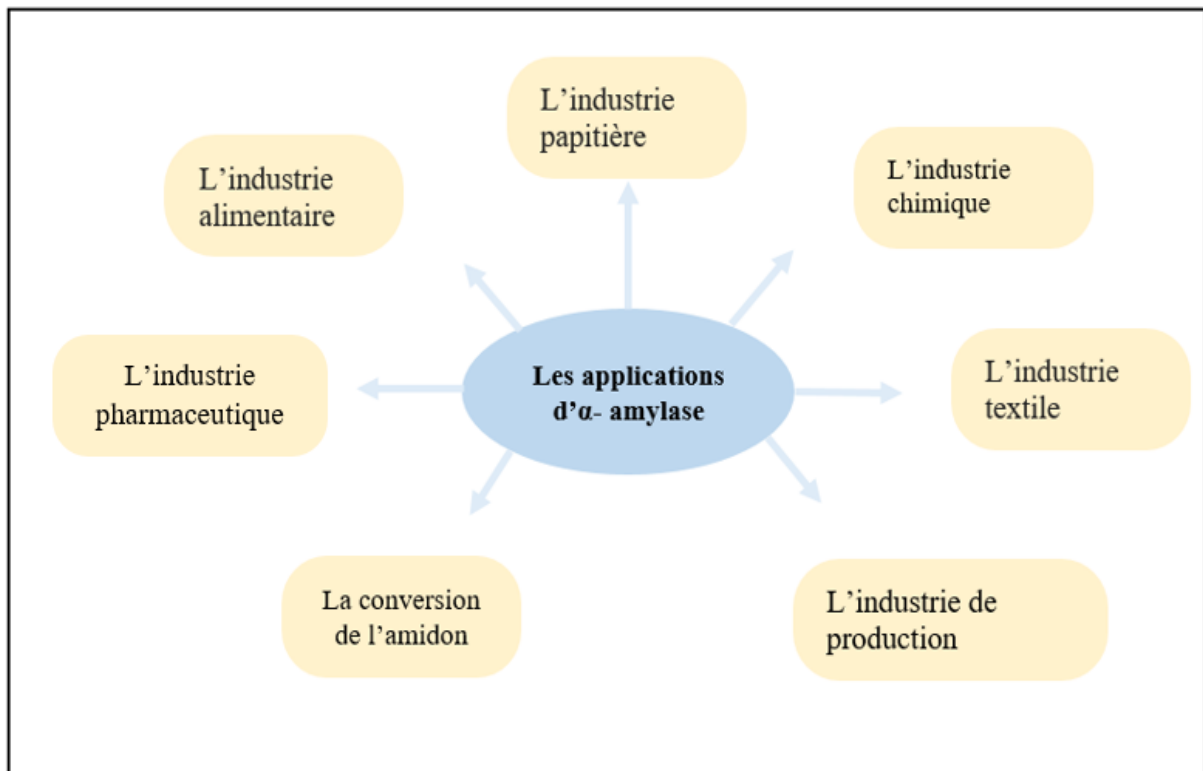 L’industrie
papitière
L’industrie
alimentaire
L’industrie
chimique
L’industrie
pharmaceutique
Les applications
d’α- amylase
L’industrie
textile
La conversion
de l’amidon
L’industrie de
production